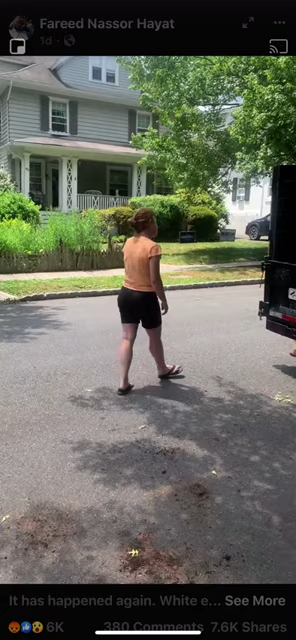 Fareed Nassor Hayat
1d ·
It has happened again. White e... See More
6K
380 Comments 7.6K Shares